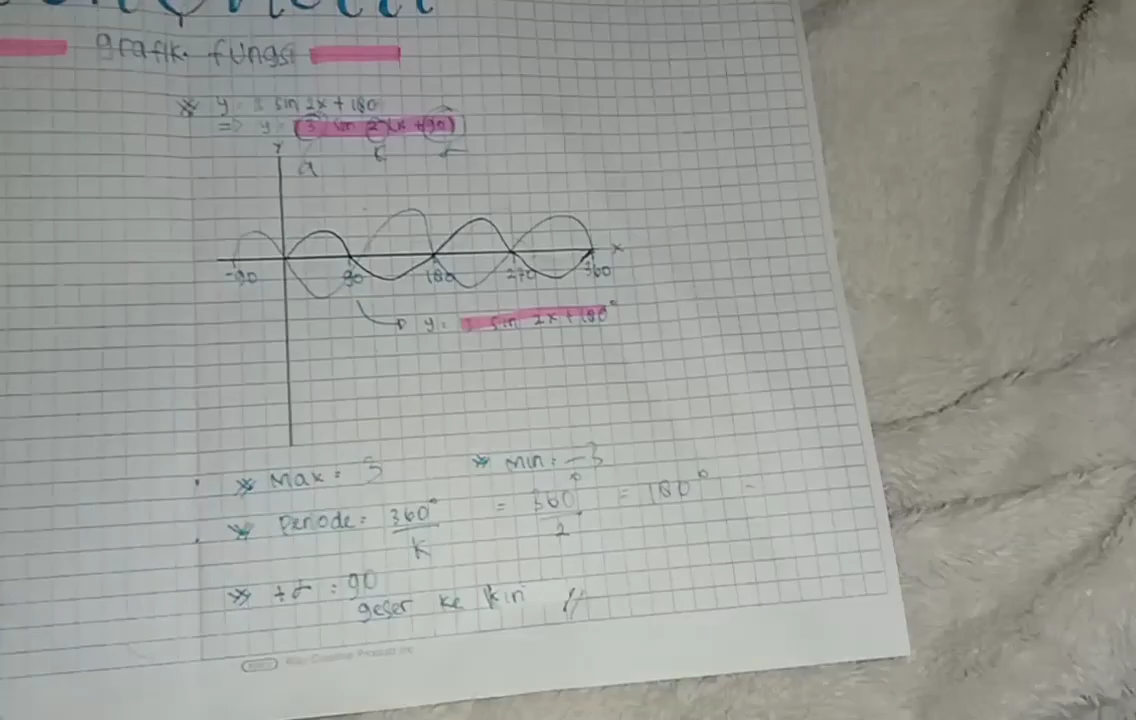 grafik fungsi
* y = 3 sin 2x + 180
=> y = 3 sin 2 (x + 90)
Y
a k α
x
-90 90 180 270 360
y = 3 sin 2x + 180°
* Max = 3 * Min = -3
* Periode = 360° / k = 360° / 2 = 180°
* + α = 90
geser ke kiri //